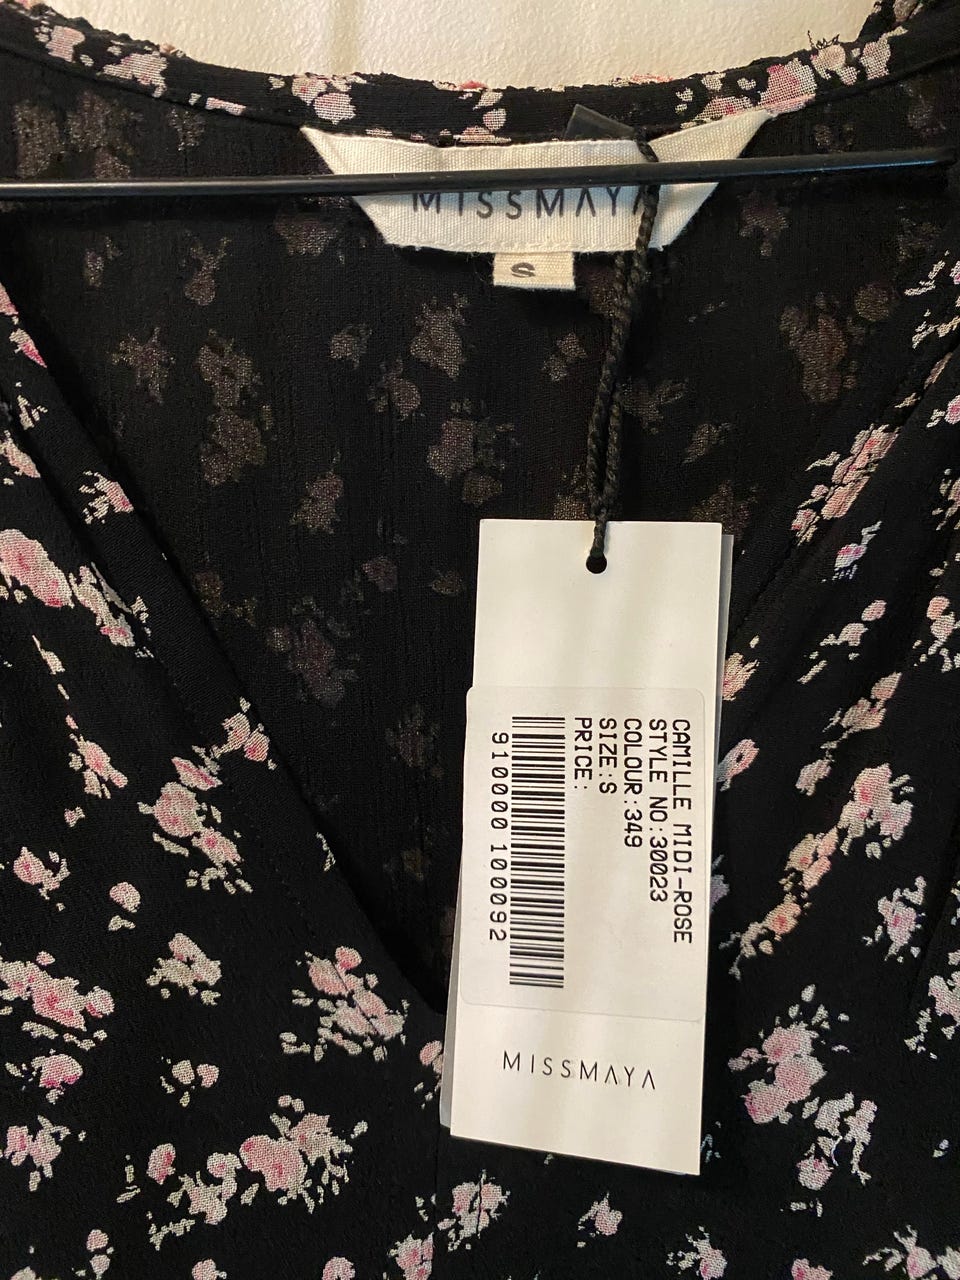 MISSMAYA
S
CAMILLE MIDI-ROSE
STYLE NO:30023
COLOUR:349
SIZE:S
PRICE:
910000 100092
MISSMAYA